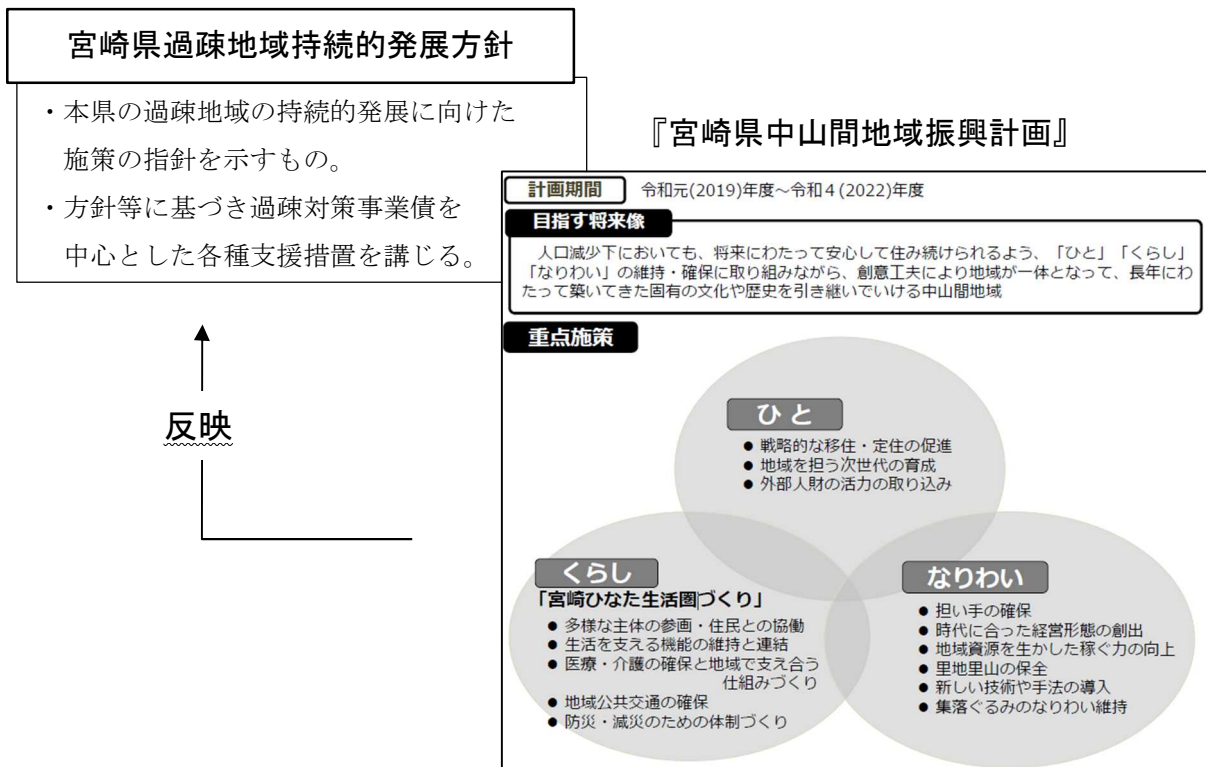 宮崎県過疎地域持続的発展方針
・本県の過疎地域の持続的発展に向けた
施策の指針を示すもの。
・方針等に基づき過疎対策事業債を
中心とした各種支援措置を講じる。
反映
『宮崎県中山間地域振興計画』
計画期間 令和元(2019)年度～令和4(2022)年度
目指す将来像
人口減少下においても、将来にわたって安心して住み続けられるよう、「ひと」「くらし」
「なりわい」の維持・確保に取り組みながら、創意工夫により地域が一体となって、長年にわ
たって築いてきた固有の文化や歴史を引き継いでいける中山間地域
重点施策
ひと
● 戦略的な移住・定住の促進
● 地域を担う次世代の育成
● 外部人財の活力の取り込み
くらし
「宮崎ひなた生活圏づくり」
● 多様な主体の参画・住民との協働
● 生活を支える機能の維持と連結
● 医療・介護の確保と地域で支え合う
仕組みづくり
● 地域公共交通の確保
● 防災・減災のための体制づくり
なりわい
● 担い手の確保
● 時代に合った経営形態の創出
● 地域資源を生かした稼ぐ力の向上
● 里地里山の保全
● 新しい技術や手法の導入
● 集落ぐるみのなりわい維持